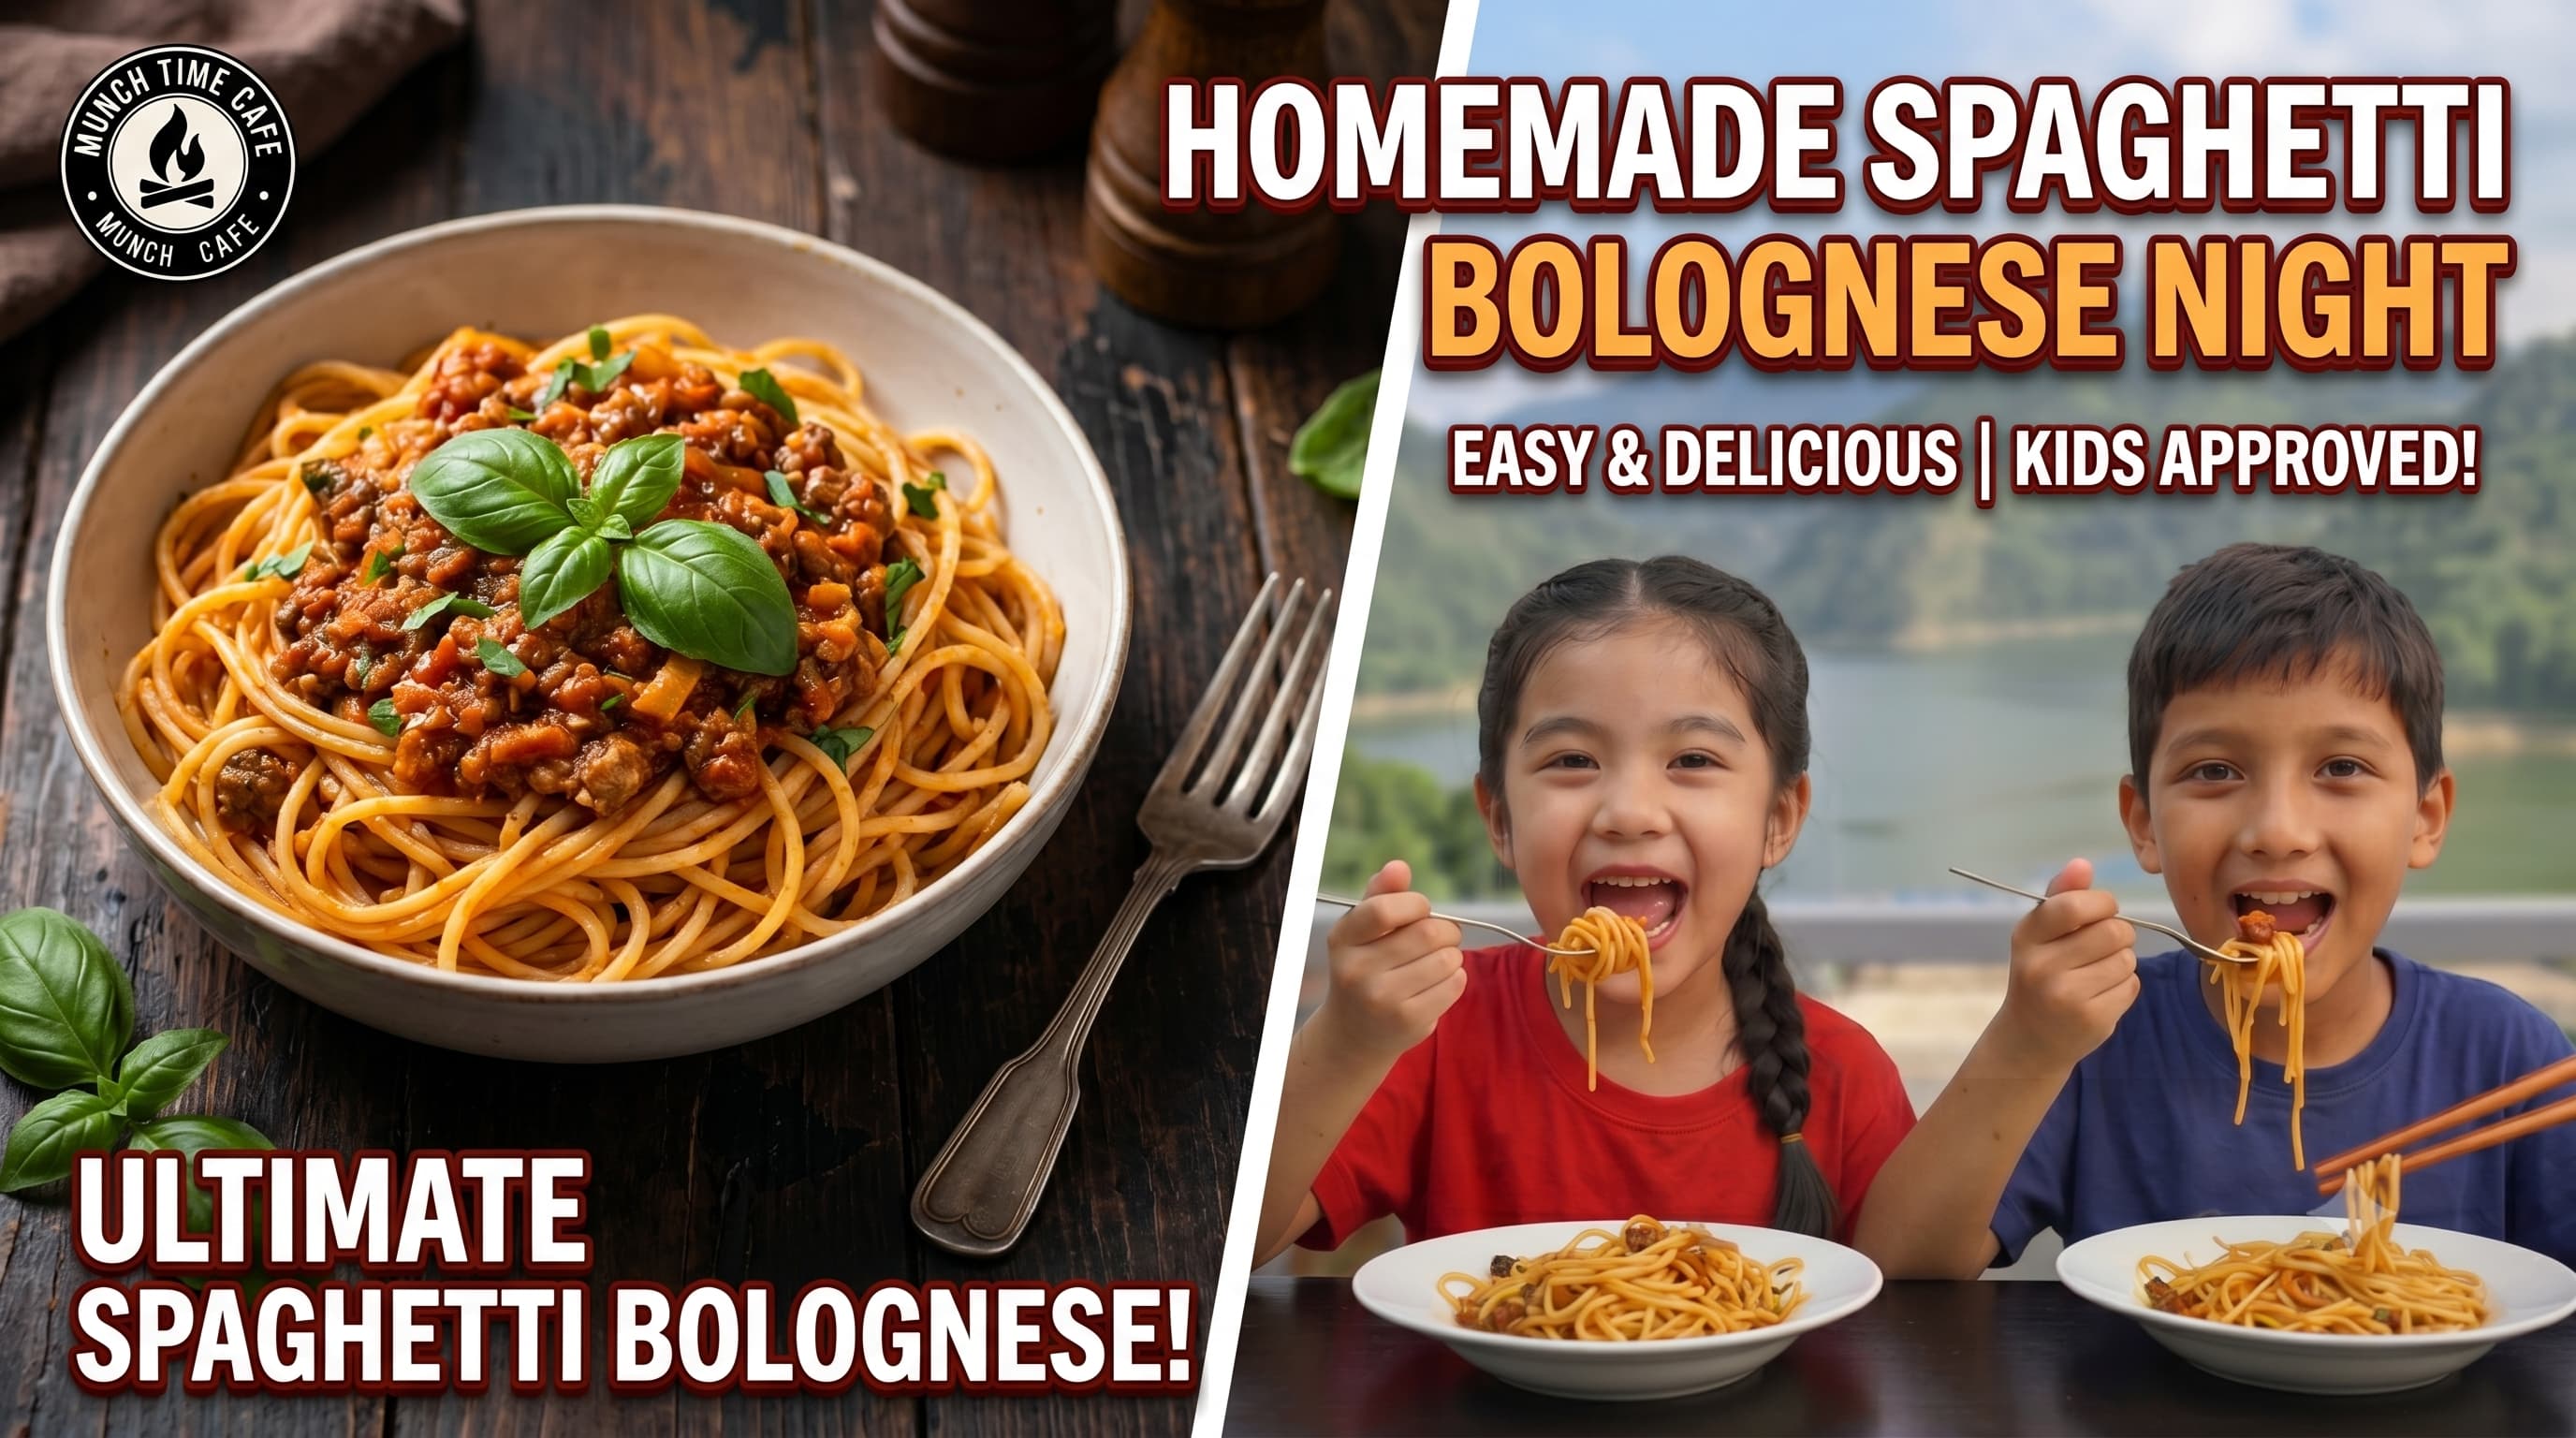 MUNCH TIME CAFE
MUNCH CAFE
HOMEMADE SPAGHETTI
BOLOGNESE NIGHT
EASY & DELICIOUS | KIDS APPROVED!
ULTIMATE
SPAGHETTI BOLOGNESE!